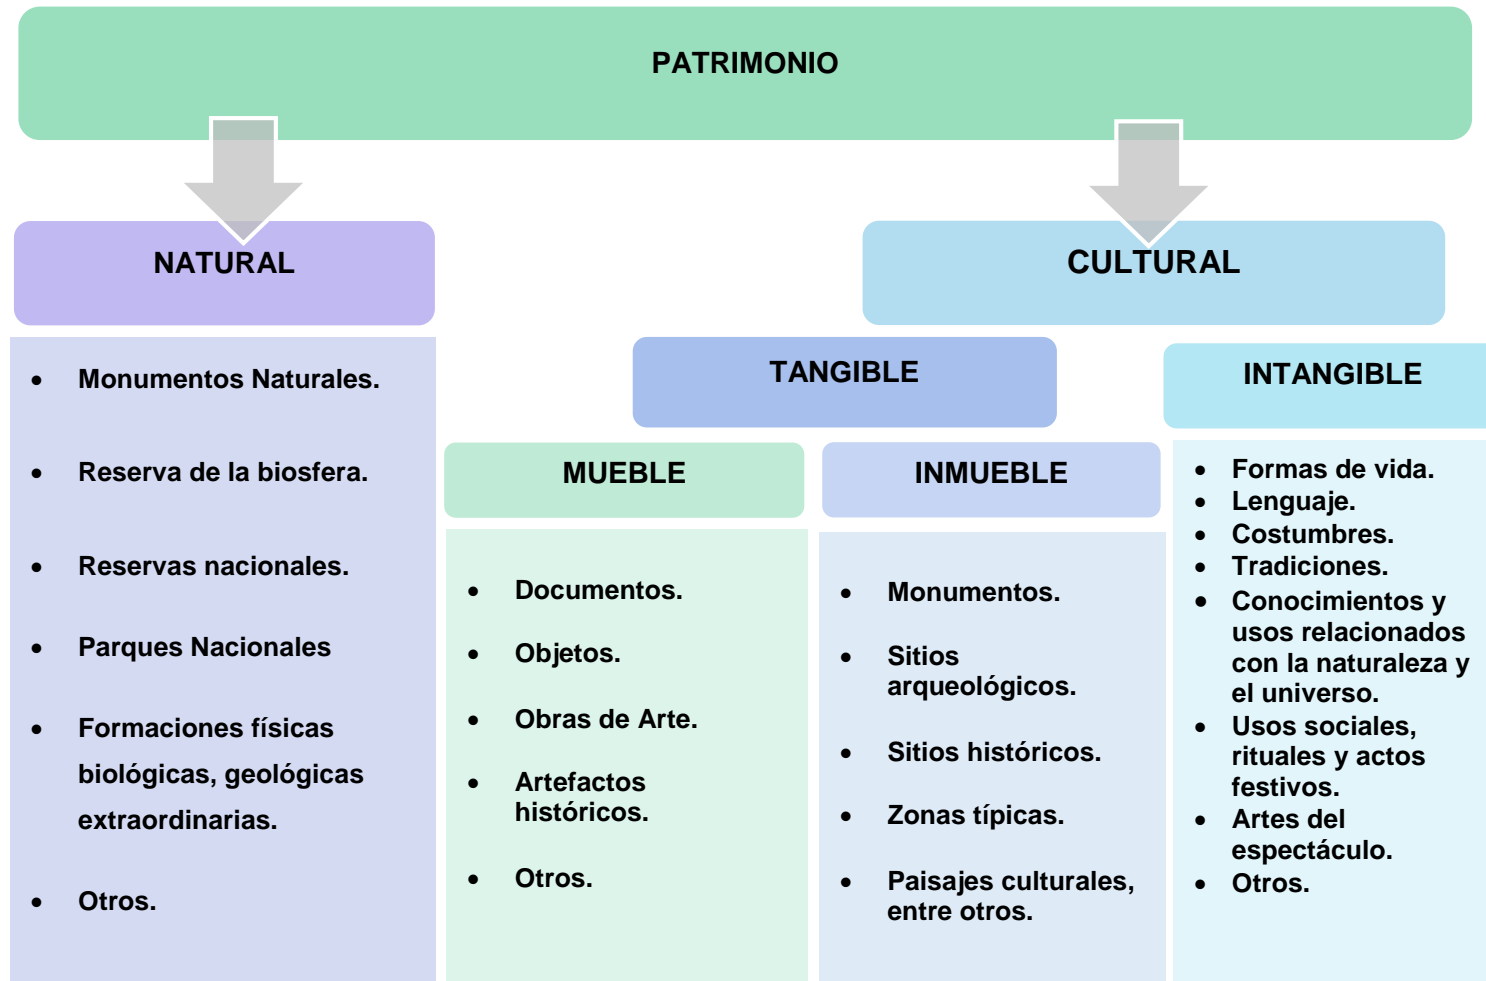 PATRIMONIO
NATURAL
CULTURAL
TANGIBLE
INTANGIBLE
MUEBLE
INMUEBLE
• Monumentos Naturales.
• Reserva de la biosfera.
• Reservas nacionales.
• Parques Nacionales
• Formaciones físicas
biológicas, geológicas
extraordinarias.
• Otros.
• Documentos.
• Objetos.
• Obras de Arte.
• Artefactos
históricos.
• Otros.
• Monumentos.
• Sitios
arqueológicos.
• Sitios históricos.
• Zonas típicas.
• Paisajes culturales,
entre otros.
• Formas de vida.
• Lenguaje.
• Costumbres.
• Tradiciones.
• Conocimientos y
usos relacionados
con la naturaleza y
el universo.
• Usos sociales,
rituales y actos
festivos.
• Artes del
espectáculo.
• Otros.